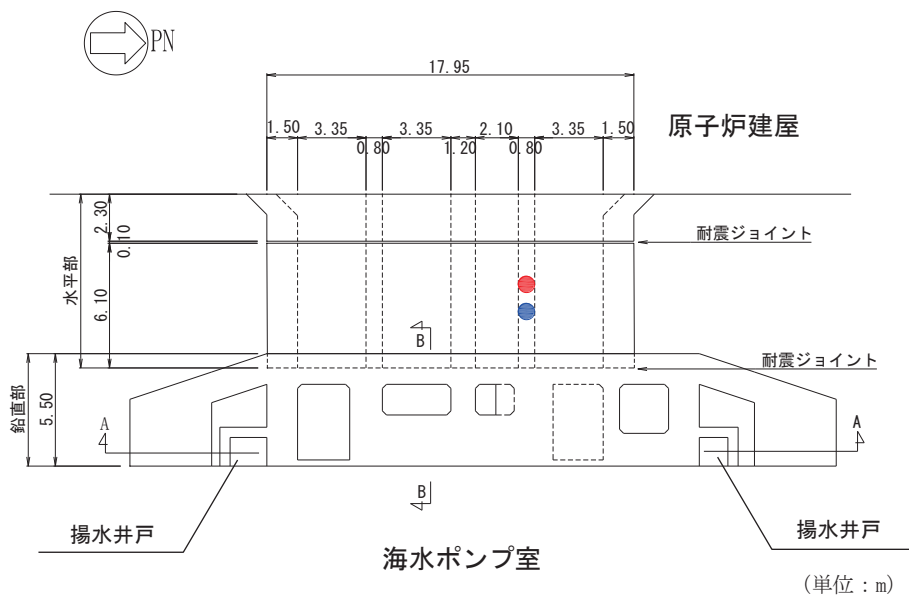 PN
17.95
1.50
3.35
0.80
3.35
1.20
2.10
0.80
3.35
1.50
原子炉建屋
2.30
0.10
耐震ジョイント
水平部
6.10
B
耐震ジョイント
鉛直部
5.50
A
A
B
揚水井戸
揚水井戸
海水ポンプ室
(単位:m)